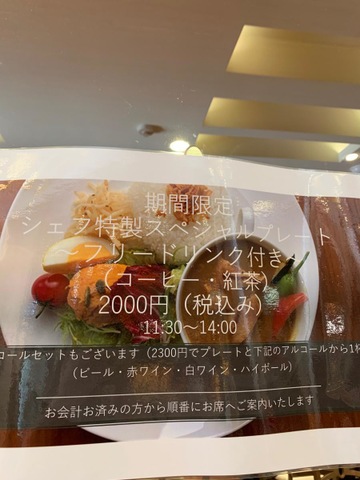 期間限定
シェフ特製スペシャルプレート
～フリードリンク付き～
（コーヒー・紅茶）
2000円（税込み）
11:30〜14:00
コールセットもございます（2300円でプレートと下記のアルコールから1杯
（ビール・赤ワイン・白ワイン・ハイボール）
お会計お済みの方から順番にお席へご案内いたします